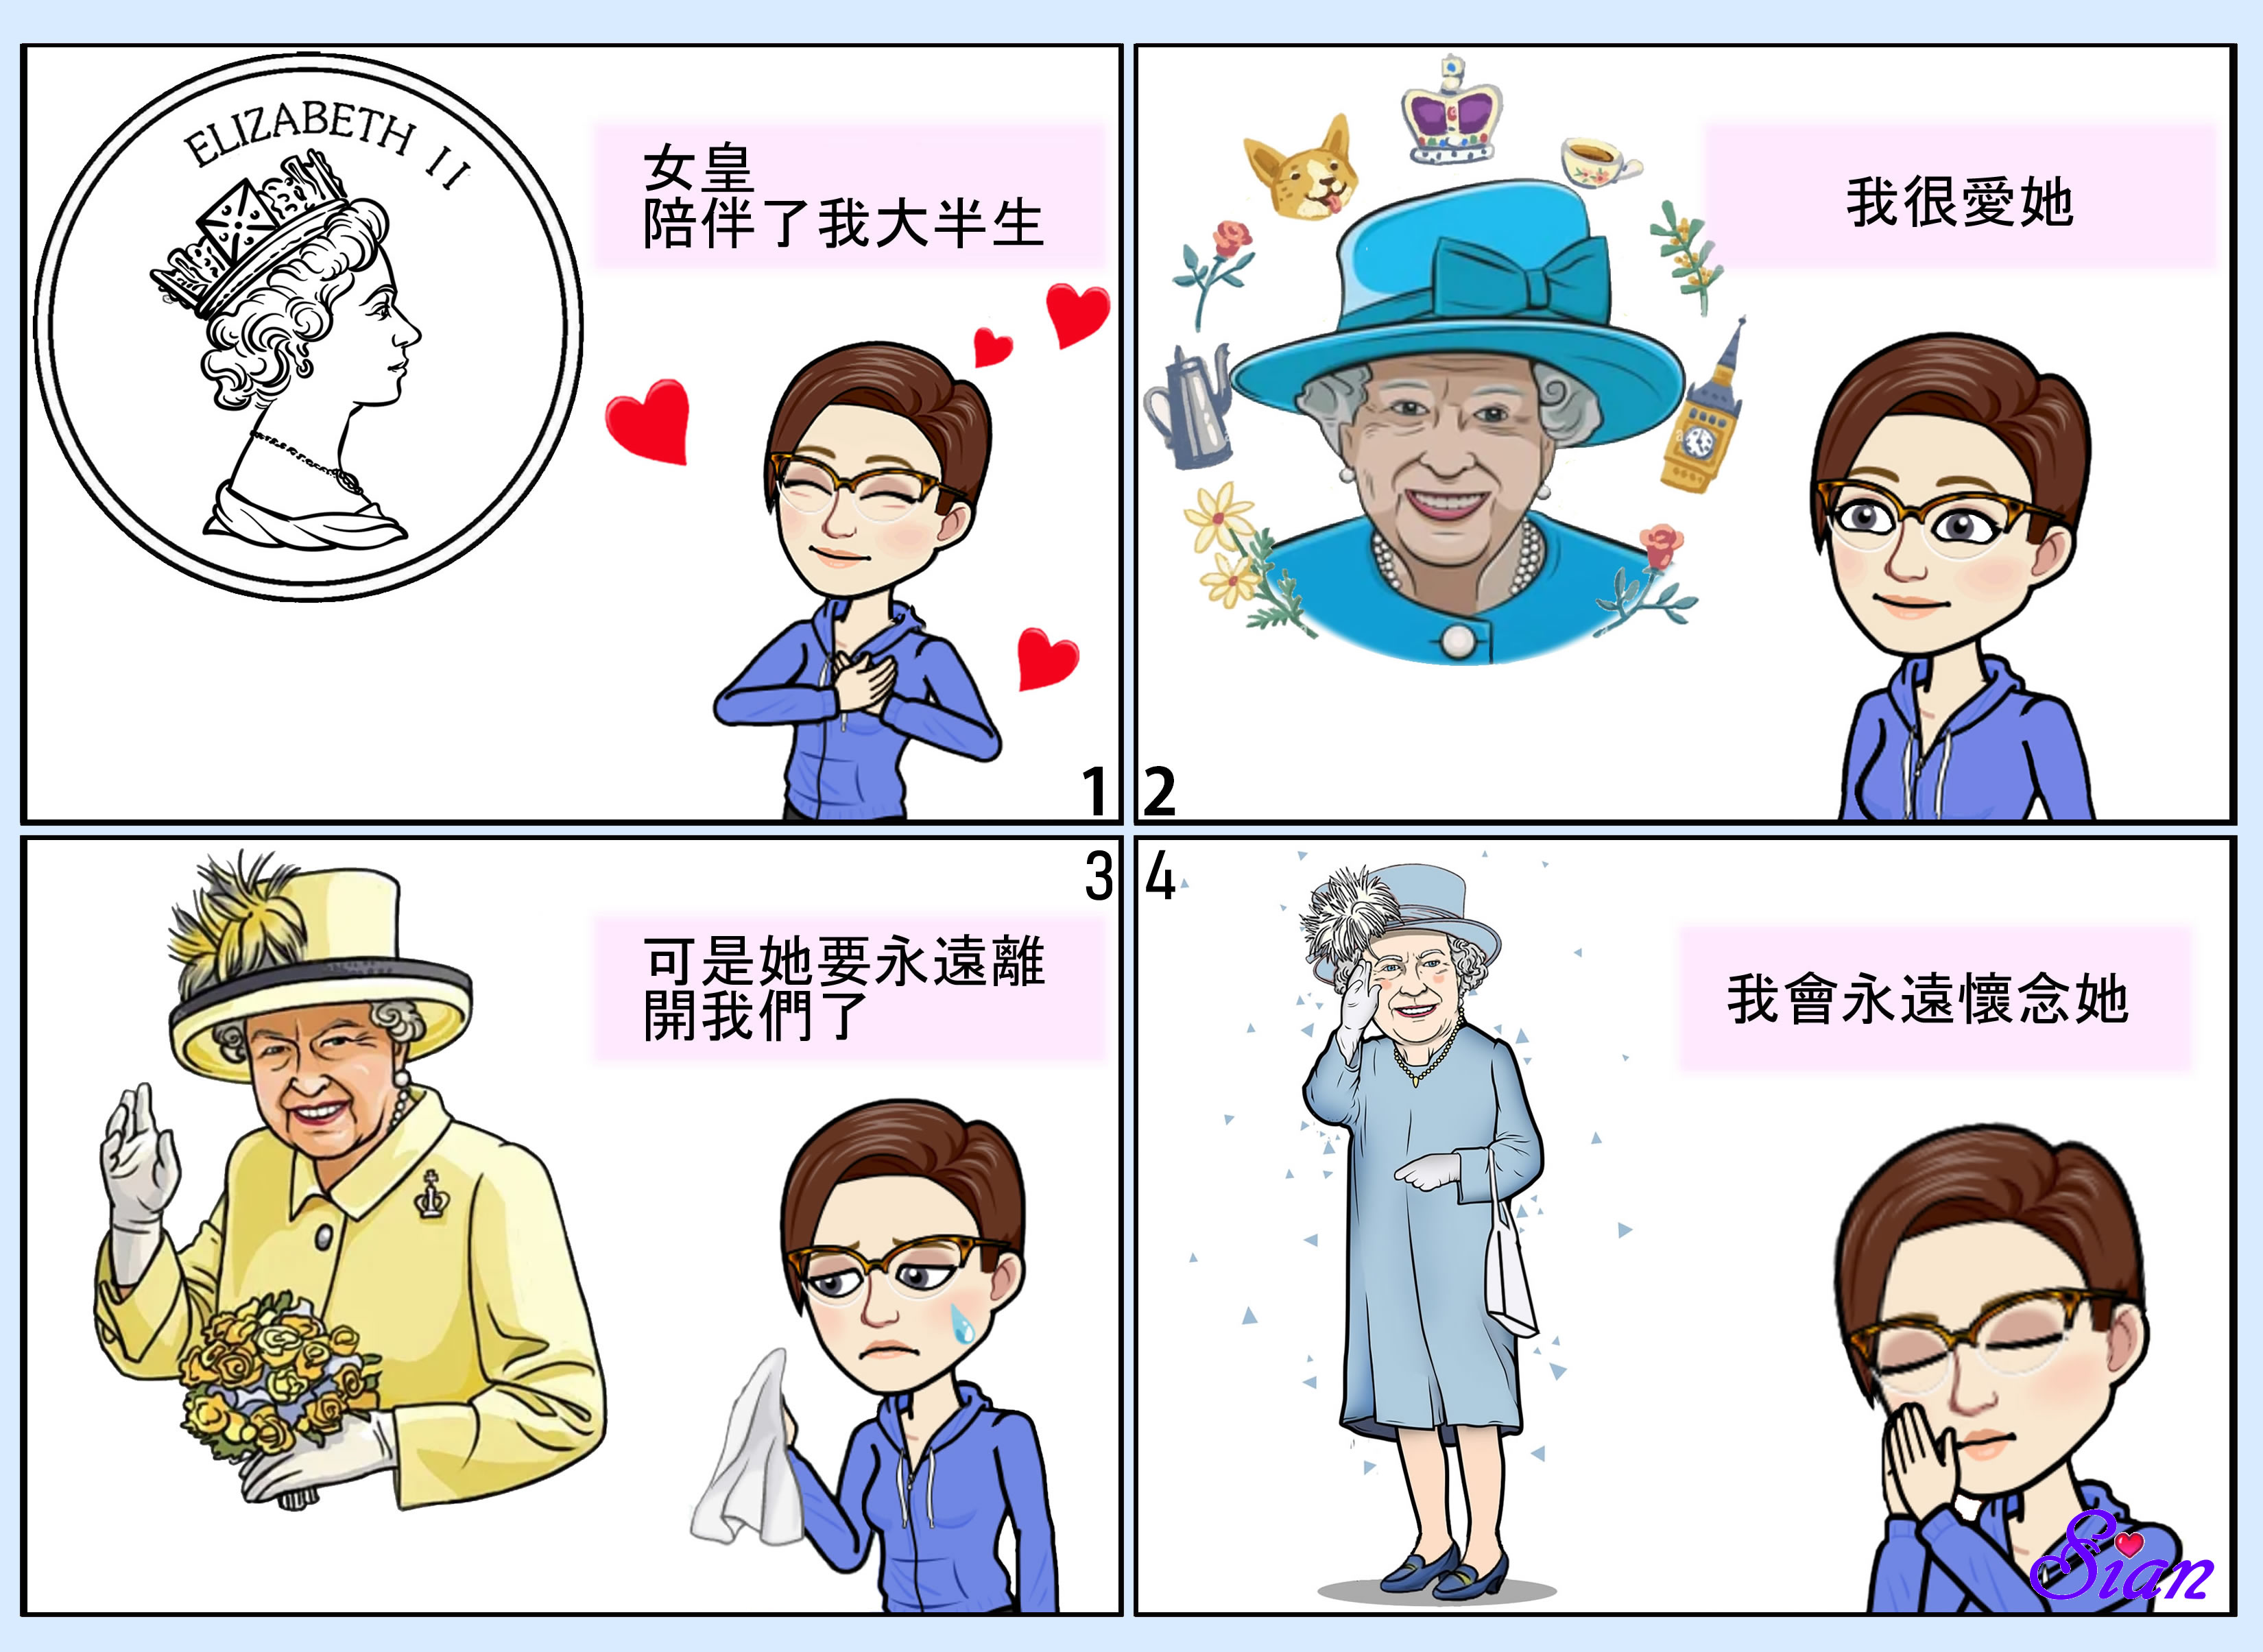 ELIZABETH II
女皇
陪伴了我大半生
1
我很愛她
2
3
可是她要永遠離
開我們了
4
我會永遠懷念她
Sian